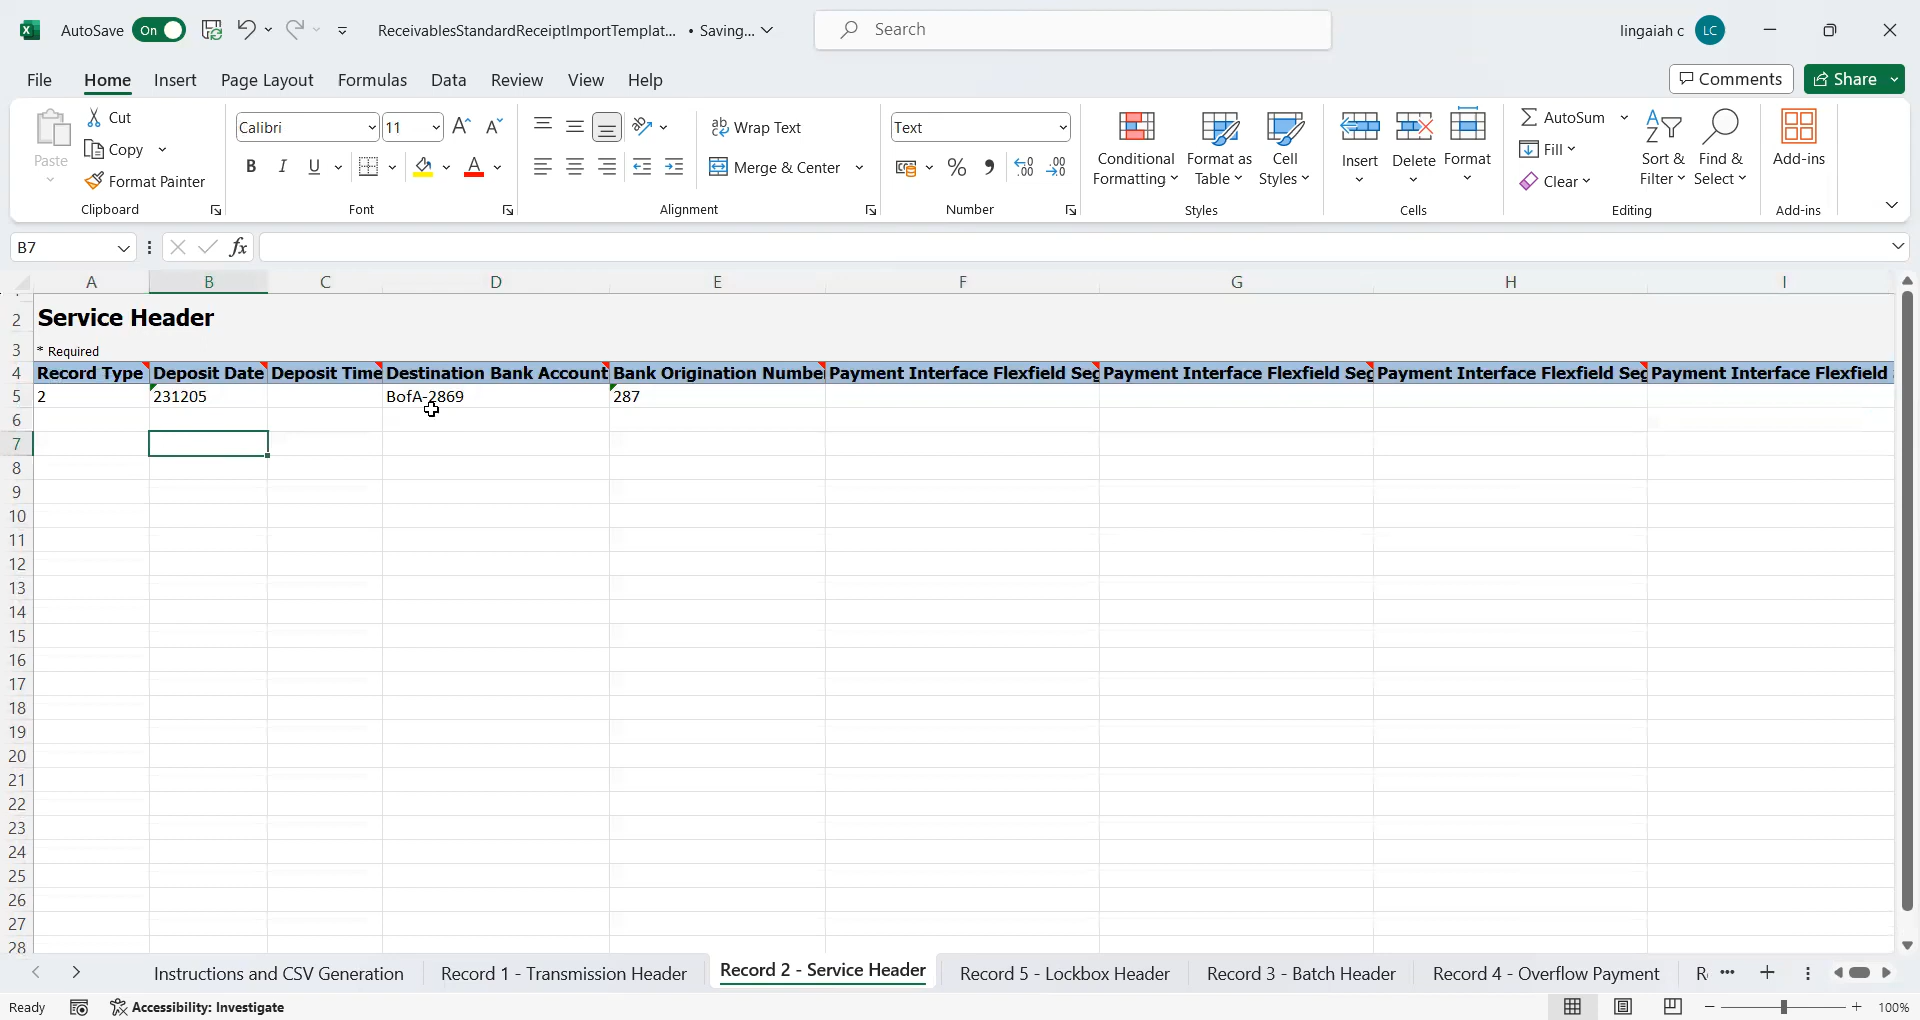 AutoSave On ReceivablesStandardReceiptImportTemplat... • Saving... Search lingaiah c LC
File Home Insert Page Layout Formulas Data Review View Help Comments Share
Paste Cut Copy Format Painter Clipboard
Calibri 11 B I U A Font
ab Wrap Text Merge & Center Alignment
Text % Number
Conditional Formatting Format as Table Cell Styles Styles
Insert Delete Format Cells
AutoSum Fill Clear Sort & Filter Find & Select Editing
Add-ins Add-ins
B7 fx
A B C D E F G H I
2 Service Header
3 * Required
4 Record Type Deposit Date Deposit Time Destination Bank Account Bank Origination Numbe Payment Interface Flexfield Seg Payment Interface Flexfield Seg Payment Interface Flexfield Seg Payment Interface Flexfield
5 2 231205 BofA-2869 287
6
7
8
9
10
11
12
13
14
15
16
17
18
19
20
21
22
23
24
25
26
27
28
Instructions and CSV Generation Record 1 - Transmission Header Record 2 - Service Header Record 5 - Lockbox Header Record 3 - Batch Header Record 4 - Overflow Payment R
Ready Accessibility: Investigate 100%